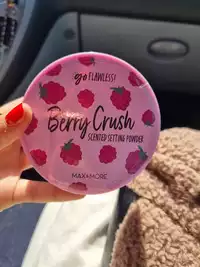 go FLAWLESS!
Berry Crush
SCENTED SETTING POWDER
MAX & MORE